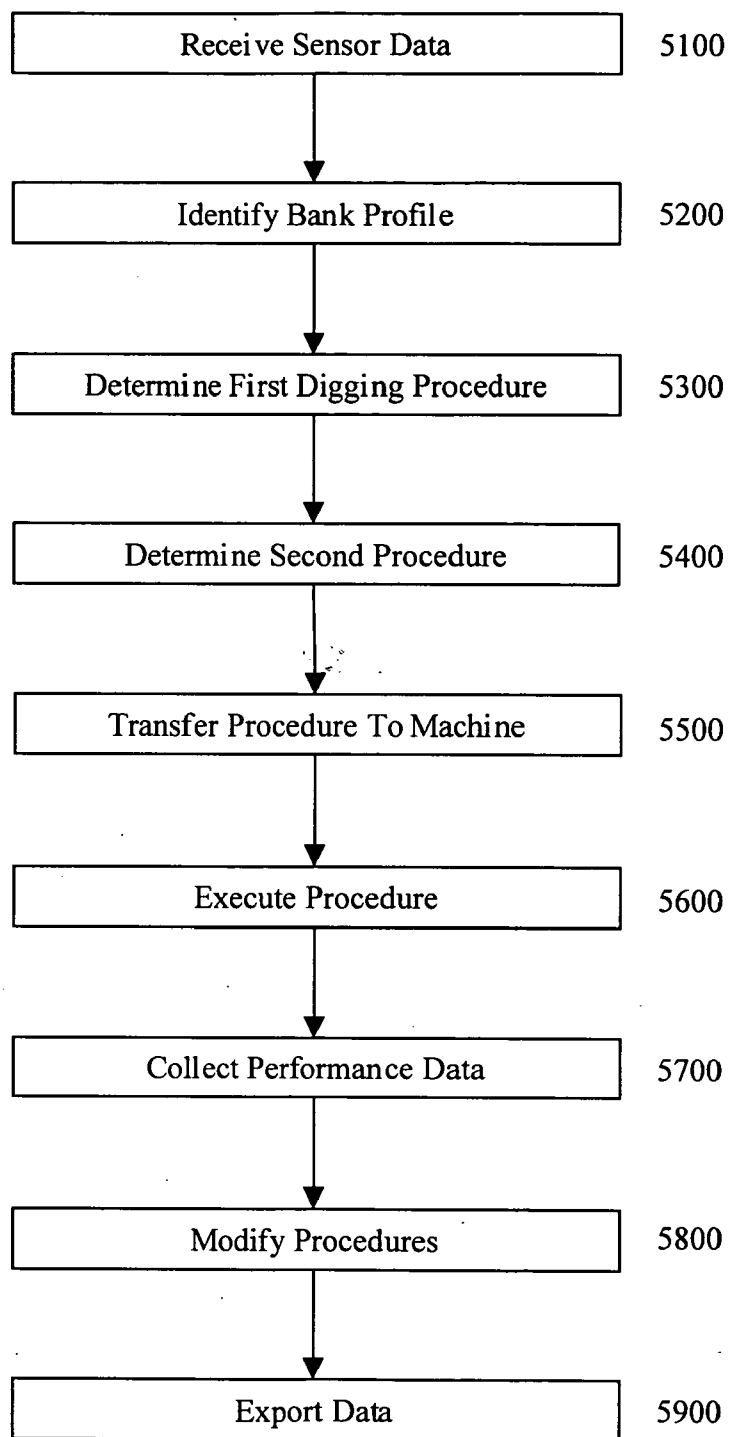 Receive Sensor Data 5100
Identify Bank Profile 5200
Determine First Digging Procedure 5300
Determine Second Procedure 5400
Transfer Procedure To Machine 5500
Execute Procedure 5600
Collect Performance Data 5700
Modify Procedures 5800
Export Data 5900